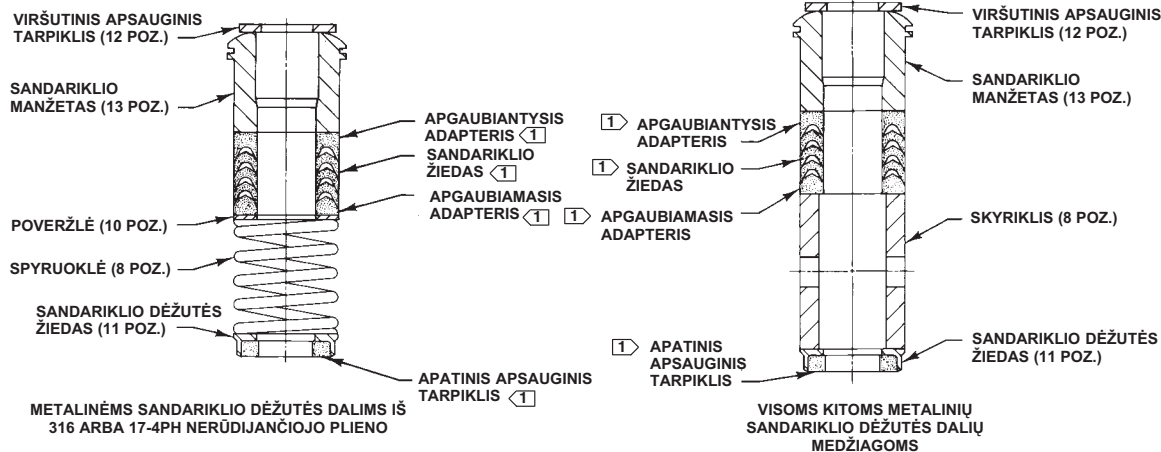 VIRŠUTINIS APSAUGINIS
TARPIKLIS (12 POZ.)
SANDARIKLIO
MANŽETAS (13 POZ.)
APGAUBIANTYSIS
ADAPTERIS 1
SANDARIKLIO
ŽIEDAS 1
APGAUBIAMASIS
ADAPTERIS 1
POVERŽLĖ (10 POZ.)
SPYRUOKLĖ (8 POZ.)
SANDARIKLIO DĖŽUTĖS
ŽIEDAS (11 POZ.)
APATINIS APSAUGINIS
TARPIKLIS 1
METALINĖMS SANDARIKLIO DĖŽUTĖS DALIMS IŠ
316 ARBA 17-4PH NERŪDIJANČIOJO PLIENO
VIRŠUTINIS APSAUGINIS
TARPIKLIS (12 POZ.)
SANDARIKLIO
MANŽETAS (13 POZ.)
1 APGAUBIANTYSIS
ADAPTERIS
1 SANDARIKLIO
ŽIEDAS
1 APGAUBIAMASIS
ADAPTERIS
SKYRIKLIS (8 POZ.)
1 APATINIS
APSAUGINIS
TARPIKLIS
SANDARIKLIO DĖŽUTĖS
ŽIEDAS (11 POZ.)
VISOMS KITOMS METALINIŲ
SANDARIKLIO DĖŽUTĖS DALIŲ
MEDŽIAGOMS